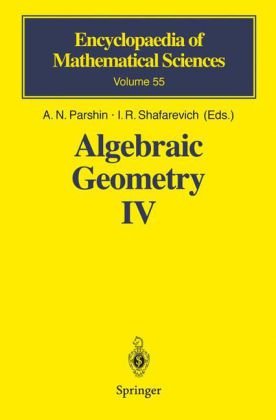 Encyclopaedia of
Mathematical Sciences
Volume 55
A. N. Parshin · I. R. Shafarevich (Eds.)
Algebraic
Geometry
IV
Springer